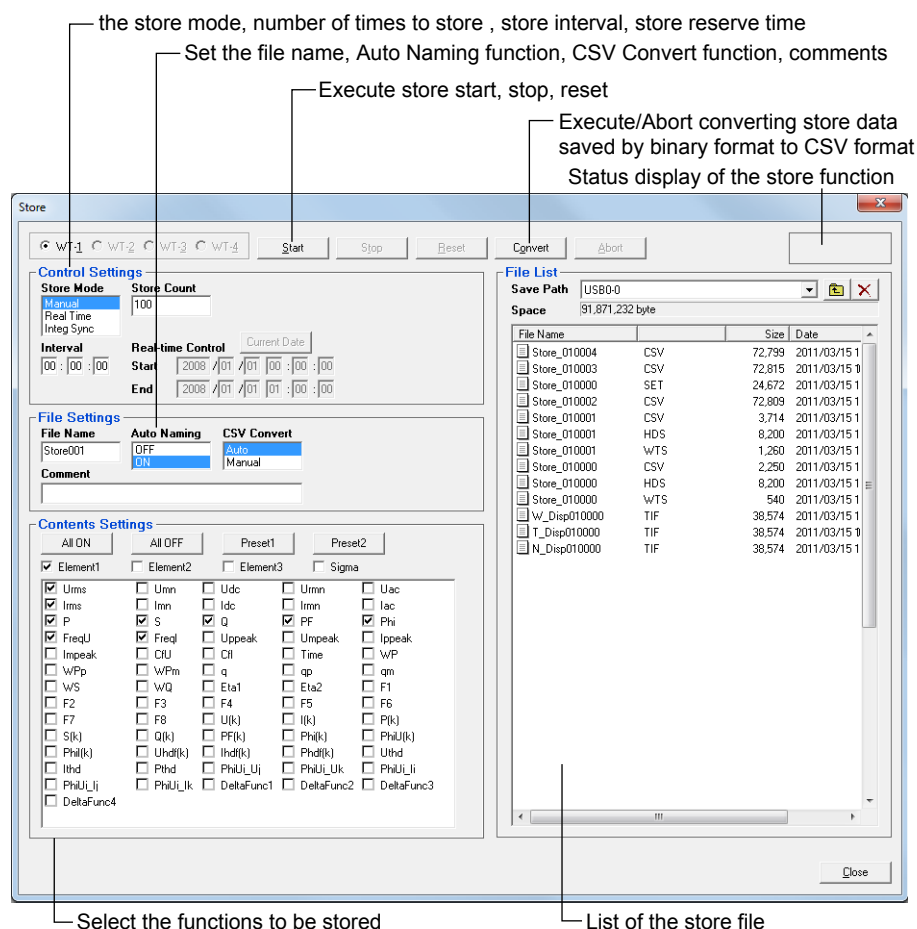 the store mode, number of times to store , store interval, store reserve time
Set the file name, Auto Naming function, CSV Convert function, comments
Execute store start, stop, reset
Execute/Abort converting store data
saved by binary format to CSV format
Status display of the store function
Store
WT-1 WT-2 WT-3 WT-4 Start Stop Reset Convert Abort
Control Settings
Store Mode Store Count
Manual 100
Real Time
Integ Sync
Interval Real-time Control Current Date
00 : 00 : 00 Start 2008 / 01 / 01 00 : 00 : 00
End 2008 / 01 / 01 01 : 00 : 00
File Settings
File Name Auto Naming CSV Convert
Store001 OFF Auto
ON Manual
Comment
Contents Settings
All ON All OFF Preset1 Preset2
Element1 Element2 Element3 Sigma
Urms Umn Udc Urmn Uac
Irms Imn Idc Irmn Iac
P S Q PF Phi
FreqU FreqI Uppeak Umpeak Ippeak
Impeak CfU CfI Time WP
WPp WPm q qp qm
WS WQ Eta1 Eta2 F1
F2 F3 F4 F5 F6
F7 F8 U(k) I(k) P(k)
S(k) Q(k) PF(k) Phi(k) PhiU(k)
PhiI(k) Uhdf(k) Ihdf(k) Phdf(k) Uthd
Ithd Pthd PhiUi_Uj PhiUi_Uk PhiUi_Ii
PhiUi_Ij PhiUi_Ik DeltaFunc1 DeltaFunc2 DeltaFunc3
DeltaFunc4
File List
Save Path USB0-0
Space 91,871,232 byte
File Name Size Date
Store_010004 CSV 72,799 2011/03/15 1
Store_010003 CSV 72,815 2011/03/15 1
Store_010000 SET 24,672 2011/03/15 1
Store_010002 CSV 72,809 2011/03/15 1
Store_010001 CSV 3,714 2011/03/15 1
Store_010001 HDS 8,200 2011/03/15 1
Store_010001 WTS 1,260 2011/03/15 1
Store_010000 CSV 2,250 2011/03/15 1
Store_010000 HDS 8,200 2011/03/15 1
Store_010000 WTS 540 2011/03/15 1
W_Disp010000 TIF 38,574 2011/03/15 1
T_Disp010000 TIF 38,574 2011/03/15 1
N_Disp010000 TIF 38,574 2011/03/15 1
Close
Select the functions to be stored
List of the store file